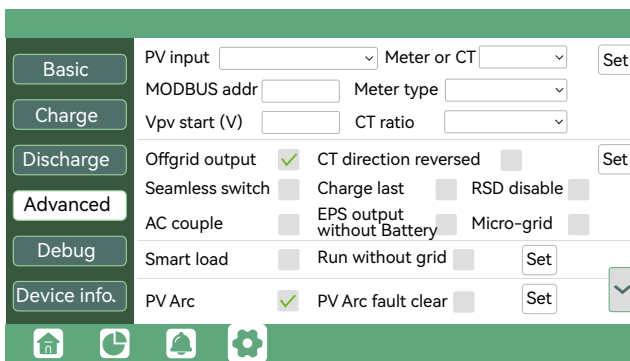 Basic
Charge
Discharge
Advanced
Debug
Device info.
PV input Meter or CT Set
MODBUS addr Meter type
Vpv start (V) CT ratio
Offgrid output CT direction reversed Set
Seamless switch Charge last RSD disable
AC couple EPS output without Battery Micro-grid
Smart load Run without grid Set
PV Arc PV Arc fault clear Set